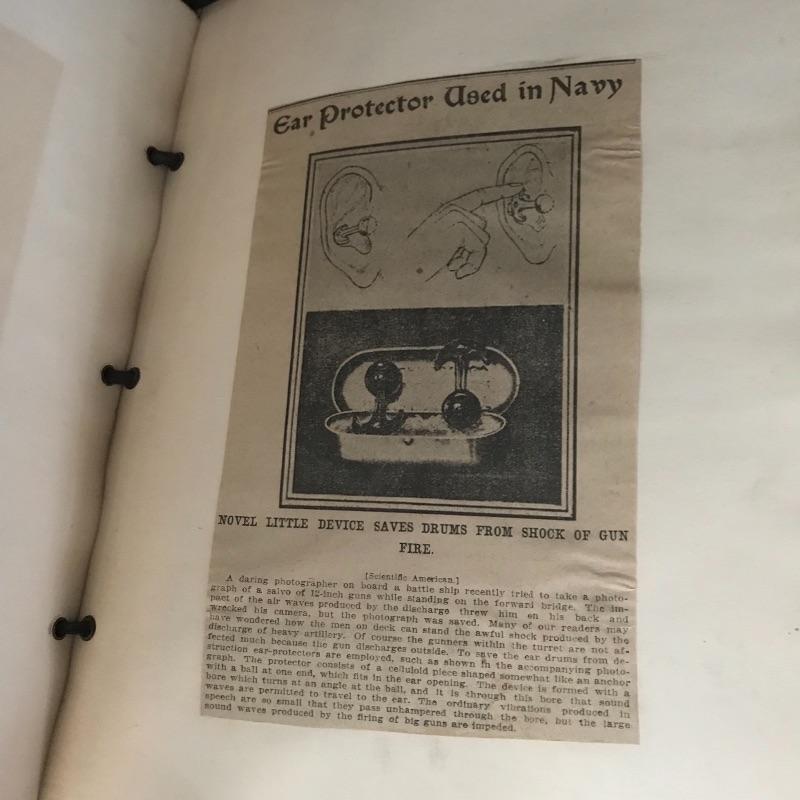 Ear Protector Used in Navy
NOVEL LITTLE DEVICE SAVES DRUMS FROM SHOCK OF GUN
FIRE.
[Scientific American.]
A daring photographer on board a battle ship recently tried to take a photo-
graph of a salvo of 12-inch guns while standing on the forward bridge. The im-
pact of the air waves produced by the discharge threw him on his back and
wrecked his camera, but the photograph was saved. Many of our readers may
have wondered how the men on deck can stand the awful shock produced by the
discharge of heavy artillery. Of course the gunners within the turret are not af-
fected much because the gun discharges outside. To save the ear drums from de-
struction ear-protectors are employed, such as shown in the accompanying photo-
graph. The protector consists of a celluloid piece shaped somewhat like an anchor
with a ball at one end, which fits in the ear opening. The device is formed with a
bore which turns at an angle at the ball, and it is through this bore that sound
waves are permitted to travel to the ear. The ordinary vibrations produced in
speech are so small that they pass unhampered through the bore, but the large
sound waves produced by the firing of big guns are impeded.